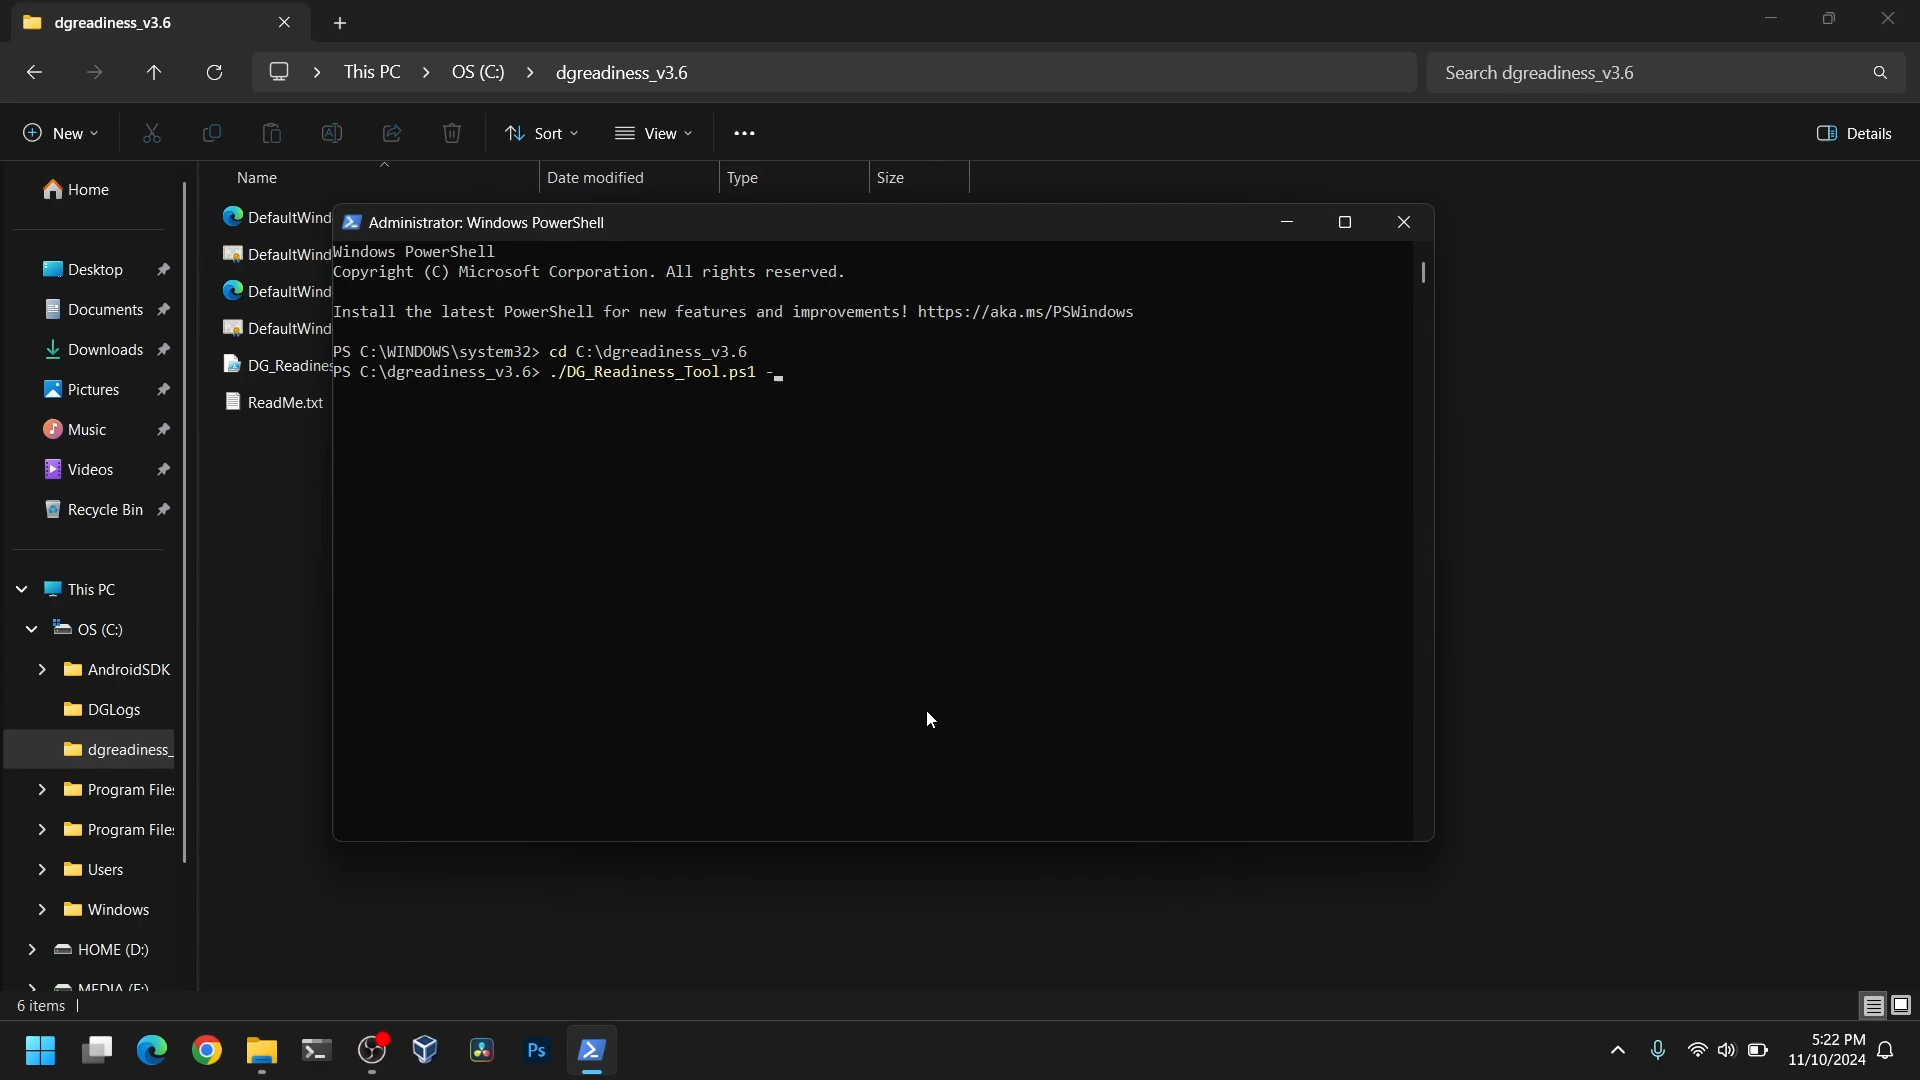 dgreadiness_v3.6
This PC
OS (C:)
dgreadiness_v3.6
Search dgreadiness_v3.6
New
Sort
View
Details
Name
Date modified
Type
Size
Home
Desktop
Documents
Downloads
Pictures
Music
Videos
Recycle Bin
This PC
OS (C:)
AndroidSDK
DGLogs
dgreadiness_
Program Files
Program Files
Users
Windows
HOME (D:)
MEDIA (E:)
DefaultWind
DefaultWind
DefaultWind
DefaultWind
DG_Readines
ReadMe.txt
Administrator: Windows PowerShell
Windows PowerShell
Copyright (C) Microsoft Corporation. All rights reserved.
Install the latest PowerShell for new features and improvements! https://aka.ms/PSWindows
PS C:\WINDOWS\system32> cd C:\dgreadiness_v3.6
PS C:\dgreadiness_v3.6> ./DG_Readiness_Tool.ps1 -_
6 items
Ps
5:22 PM
11/10/2024